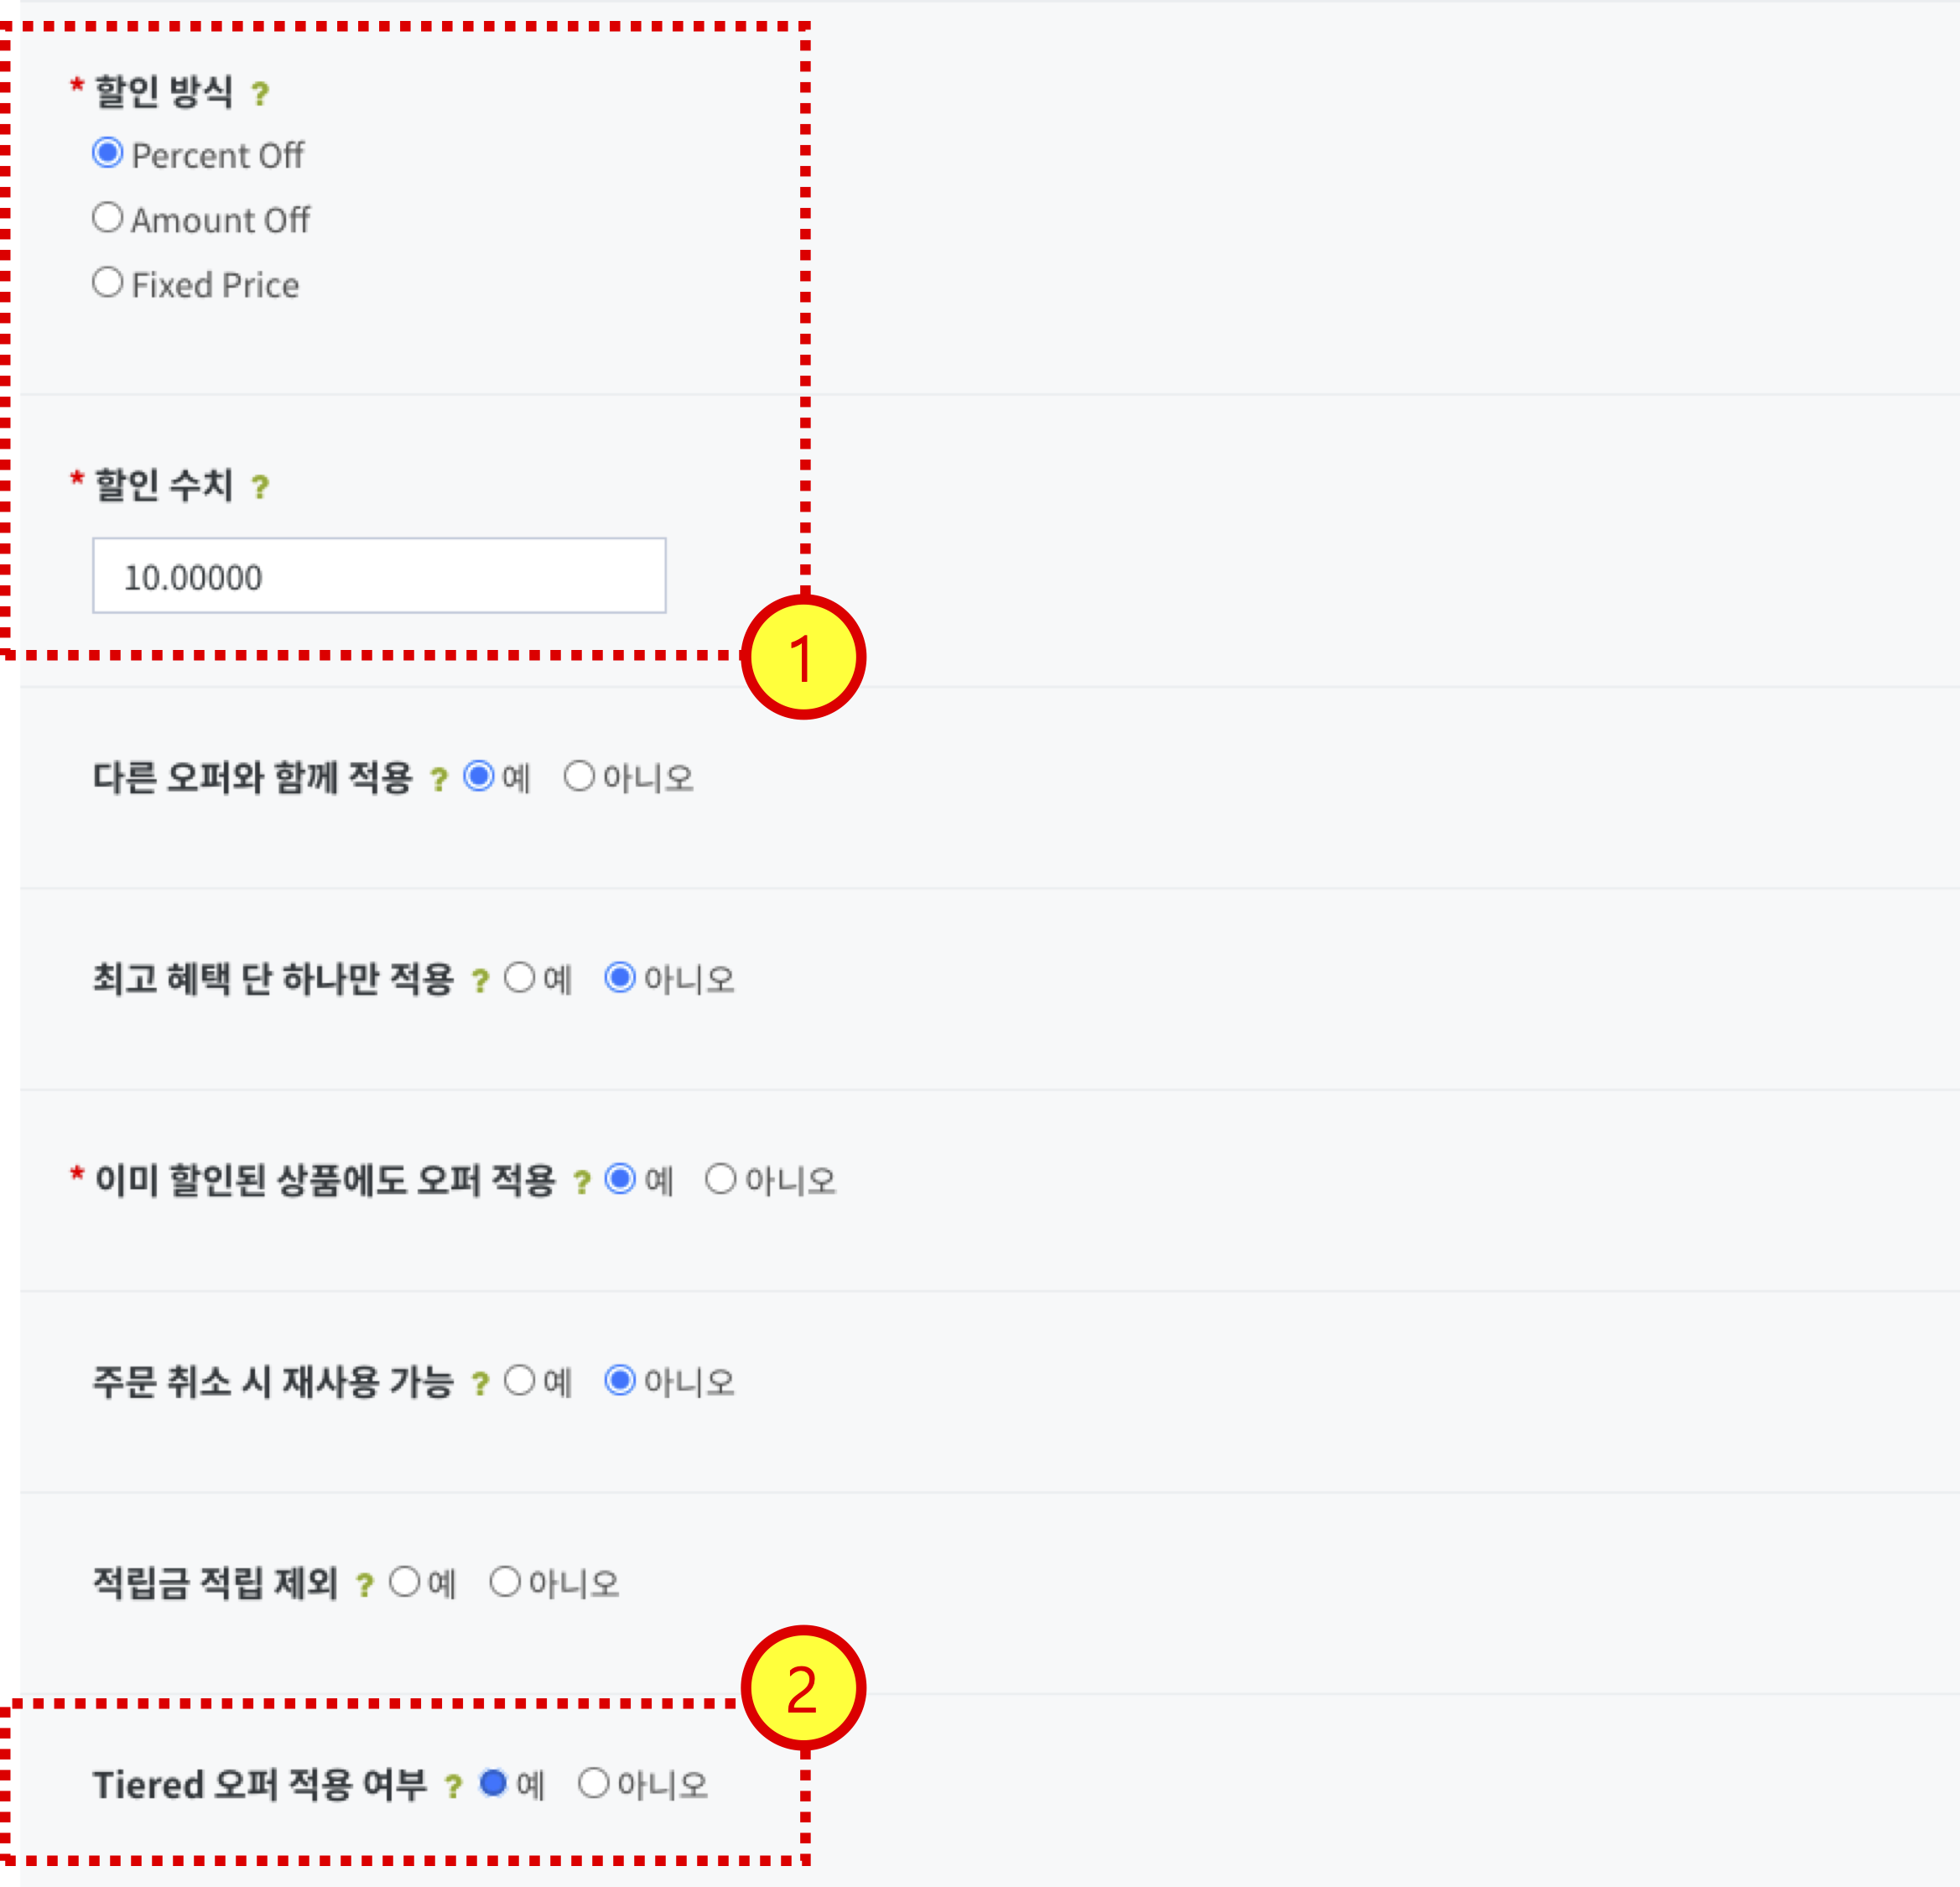 * 할인 방식 ?
Percent Off
Amount Off
Fixed Price
* 할인 수치 ?
10.00000
1
다른 오퍼와 함께 적용 ? 예 아니오
최고 혜택 단 하나만 적용 ? 예 아니오
* 이미 할인된 상품에도 오퍼 적용 ? 예 아니오
주문 취소 시 재사용 가능 ? 예 아니오
적립금 적립 제외 ? 예 아니오
2
Tiered 오퍼 적용 여부 ? 예 아니오